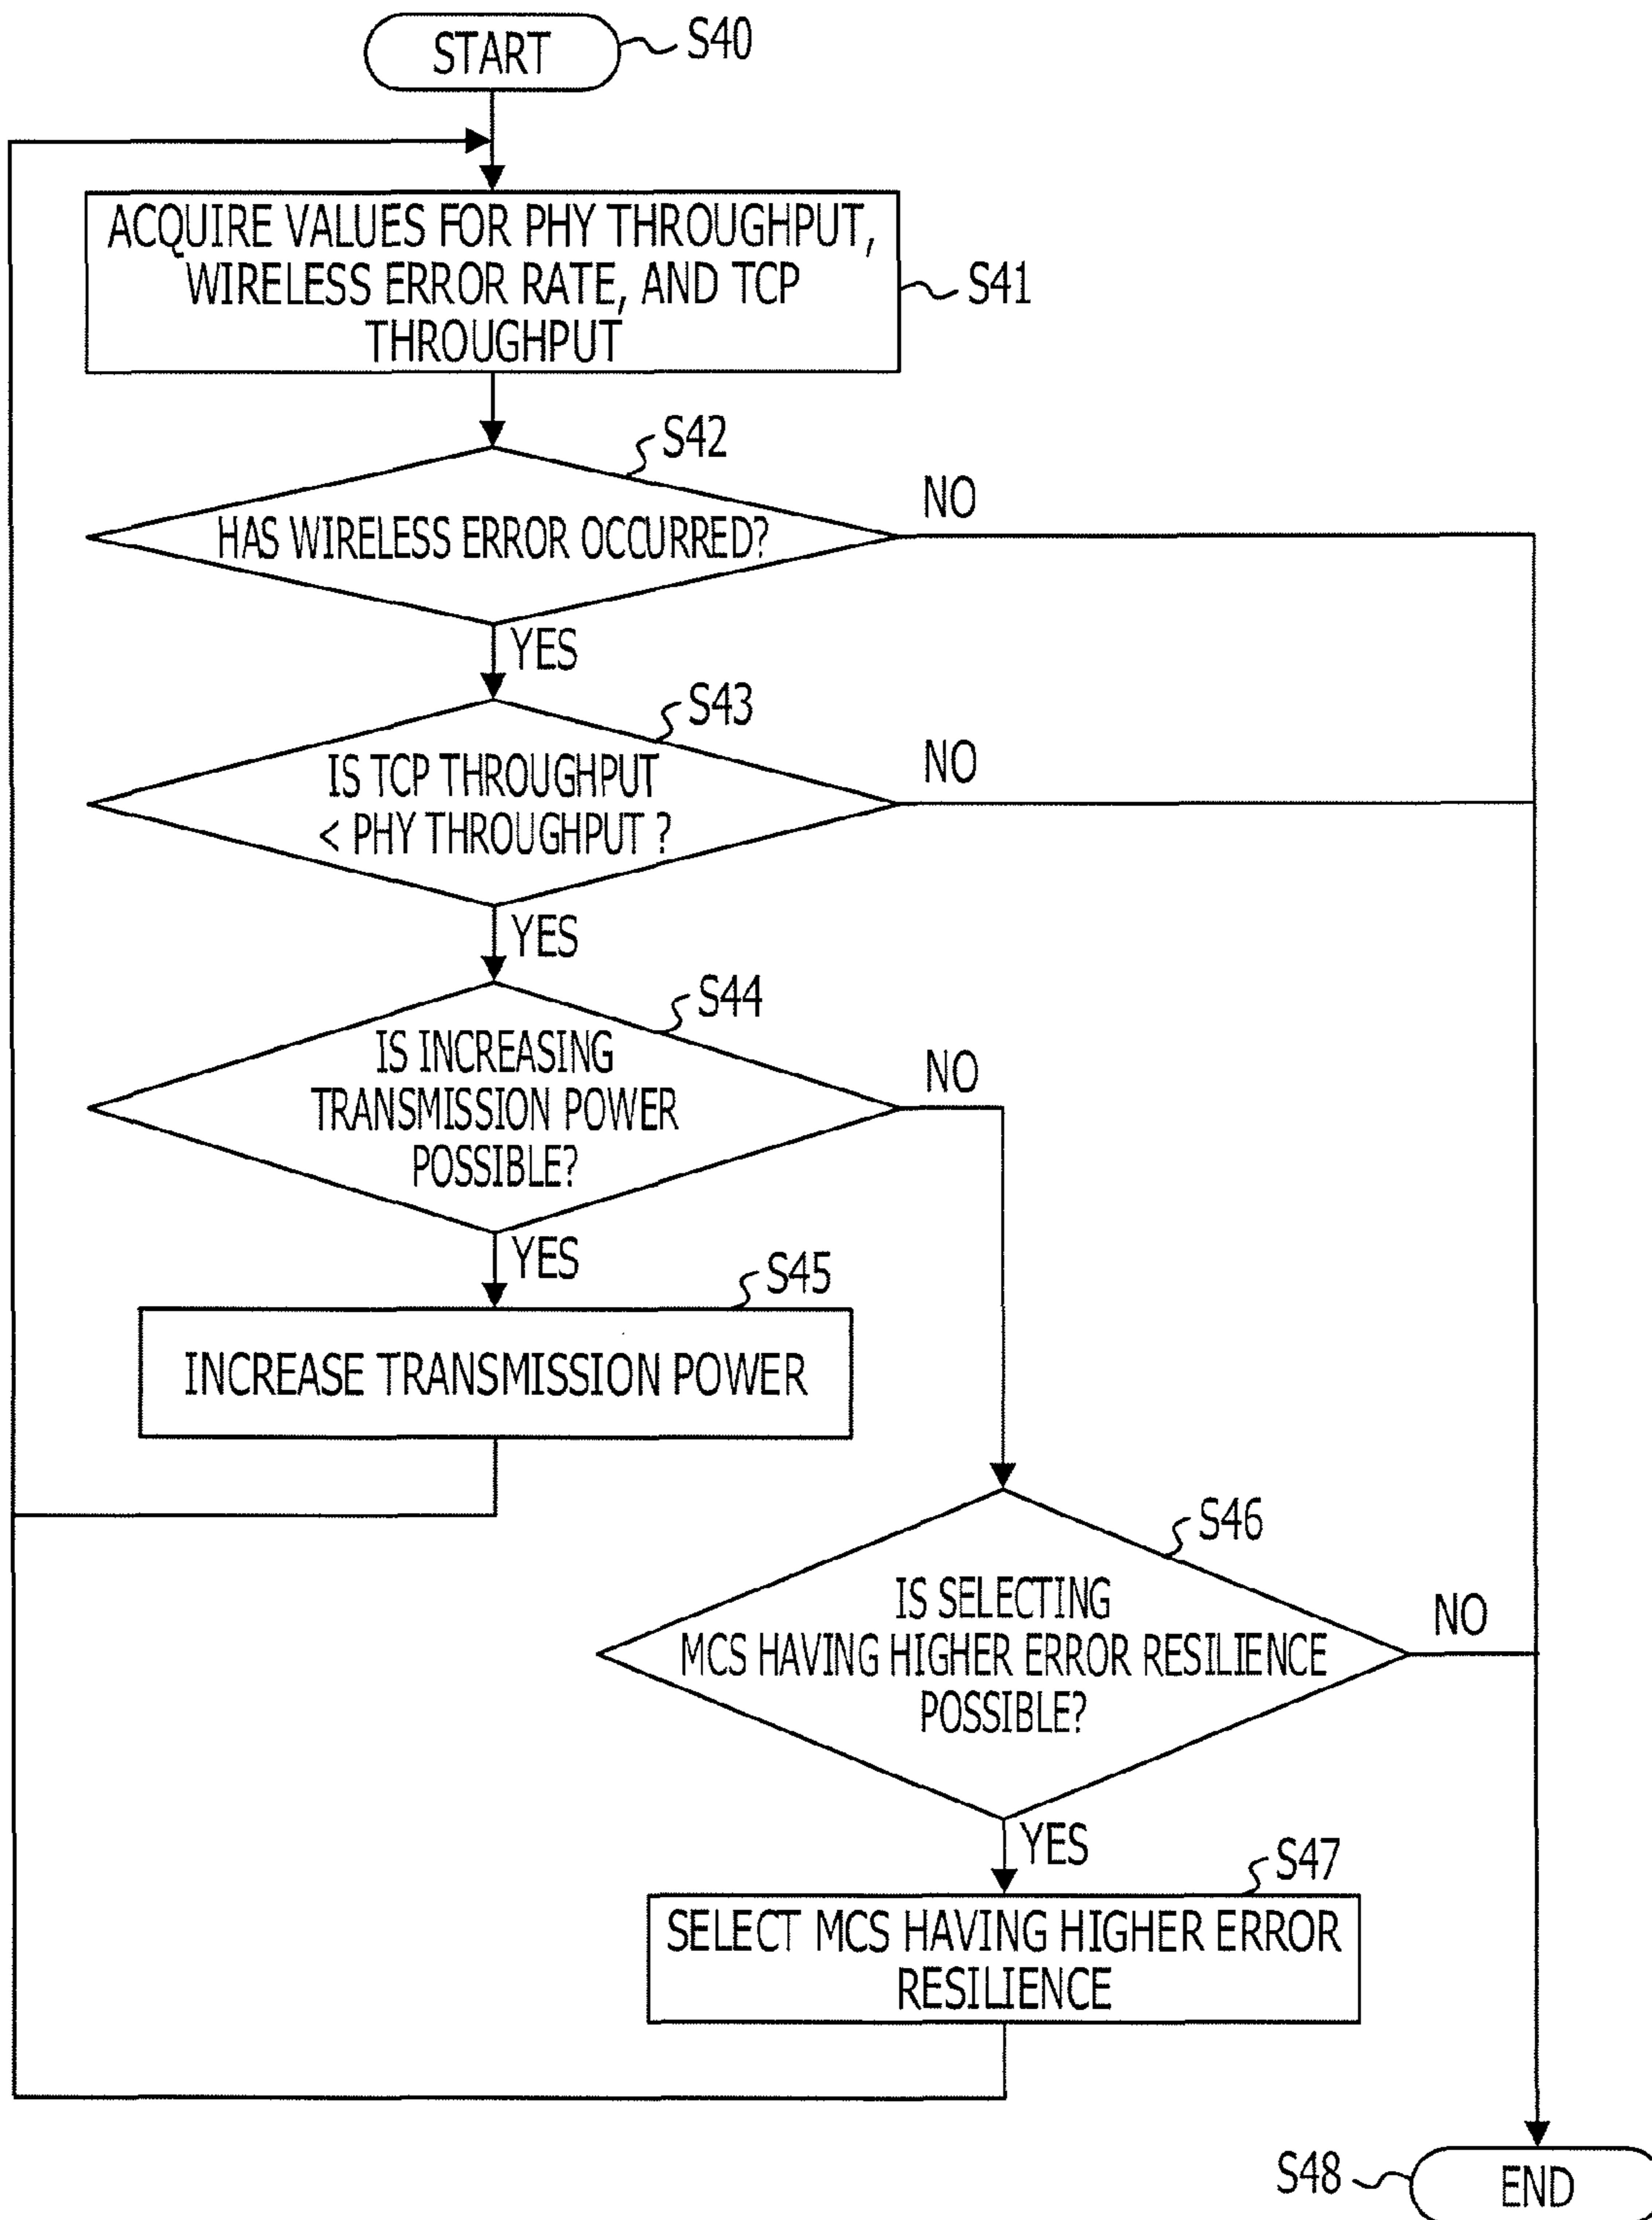 START
S40
ACQUIRE VALUES FOR PHY THROUGHPUT,
WIRELESS ERROR RATE, AND TCP
THROUGHPUT
S41
S42
HAS WIRELESS ERROR OCCURRED?
NO
YES
S43
IS TCP THROUGHPUT
< PHY THROUGHPUT ?
NO
YES
S44
IS INCREASING
TRANSMISSION POWER
POSSIBLE?
NO
YES
S45
INCREASE TRANSMISSION POWER
S46
IS SELECTING
MCS HAVING HIGHER ERROR RESILIENCE
POSSIBLE?
NO
YES
S47
SELECT MCS HAVING HIGHER ERROR
RESILIENCE
S48
END